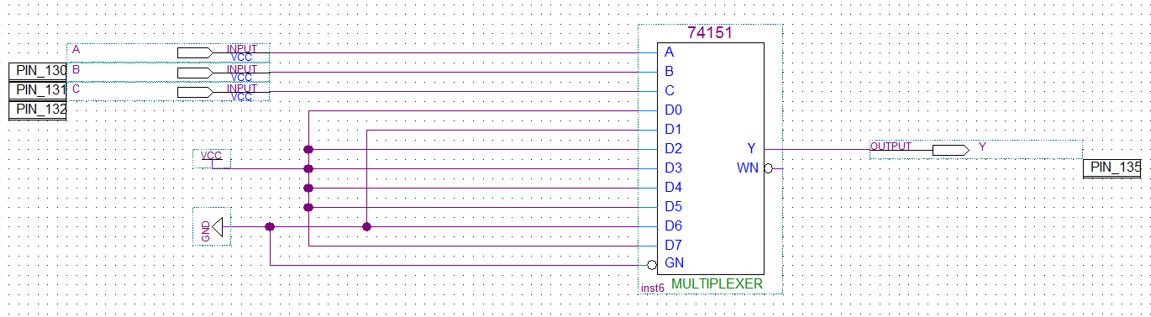 74151
A INPUT VCC A
PIN_130 B INPUT VCC B
PIN_131 C INPUT VCC C
PIN_132 D0
D1
D2 Y OUTPUT Y
VCC D3 WN PIN_135
D4
D5
GND D6
D7
GN
inst6 MULTIPLEXER